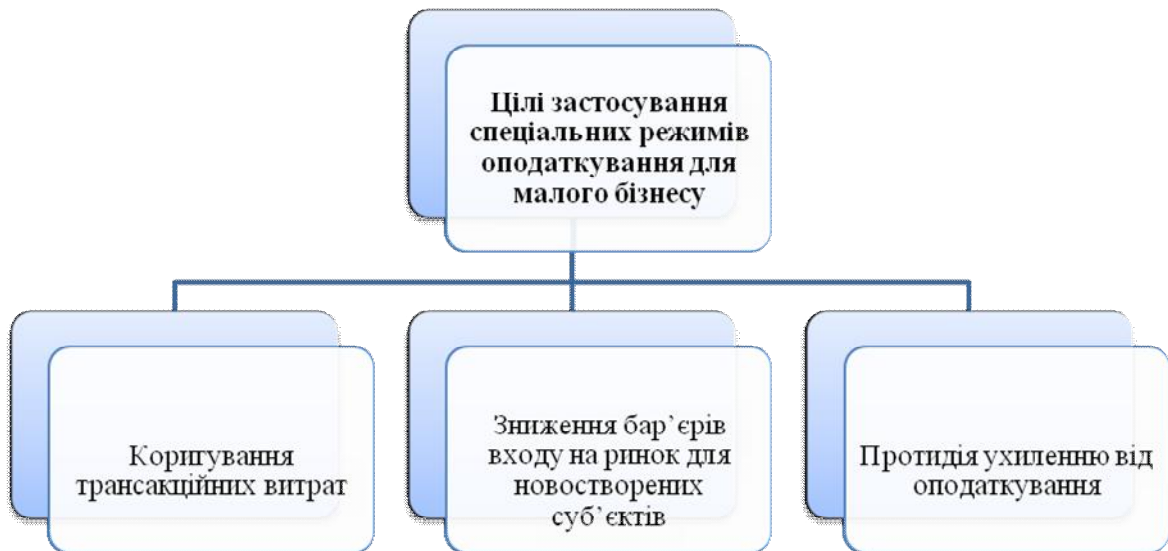 Цілі застосування
спеціальних режимів
оподаткування для
малого бізнесу
Коригування
трансакційних витрат
Зниження бар’єрів
входу на ринок для
новостворених
суб’єктів
Протидія ухиленню від
оподаткування